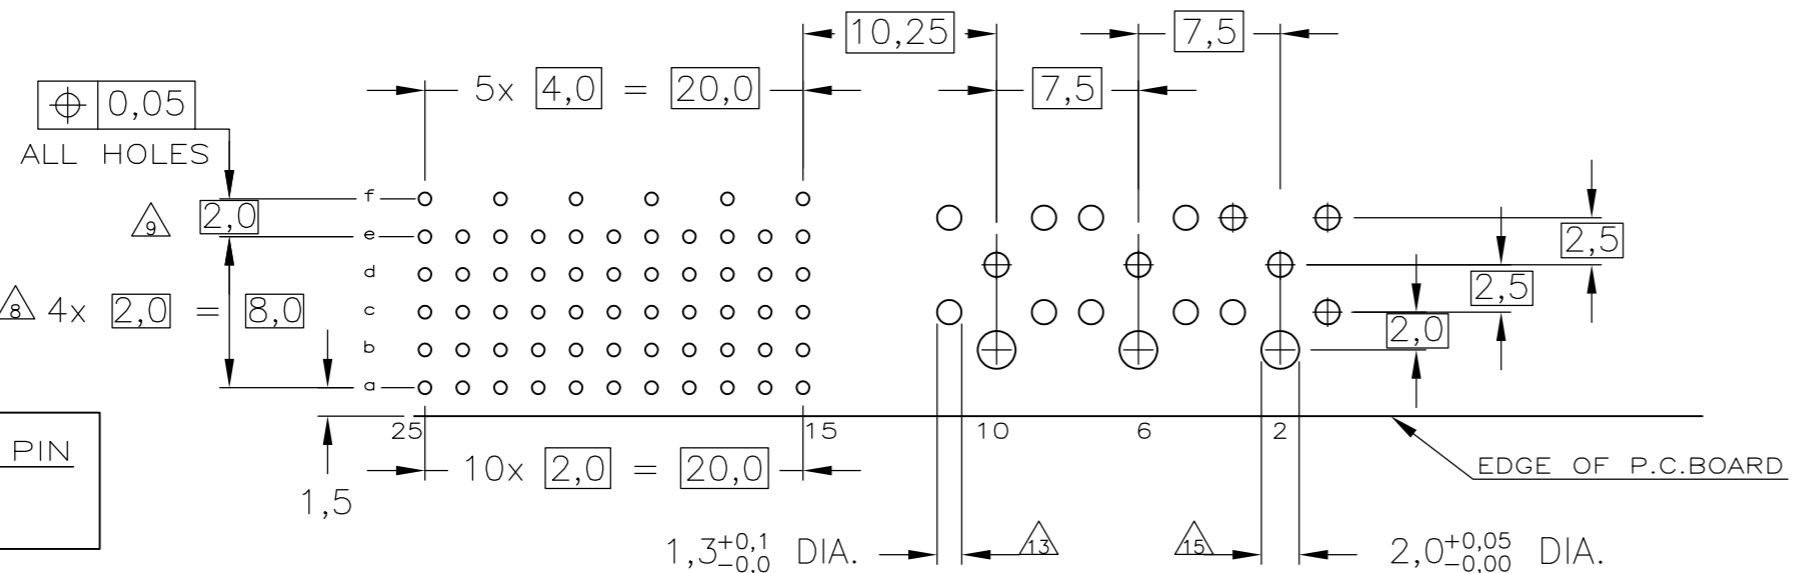 10,25
7,5
5x 4,0 = 20,0
7,5
⌖ 0,05
ALL HOLES
f
9
2,0
e
d
2,5
8
4x 2,0 = 8,0
c
2,5
b
2,0
a
25
15
10
6
2
PIN
10x 2,0 = 20,0
EDGE OF P.C.BOARD
1,5
1,3 +0,1 -0,0 DIA.
13
15
2,0 +0,05 -0,00 DIA.